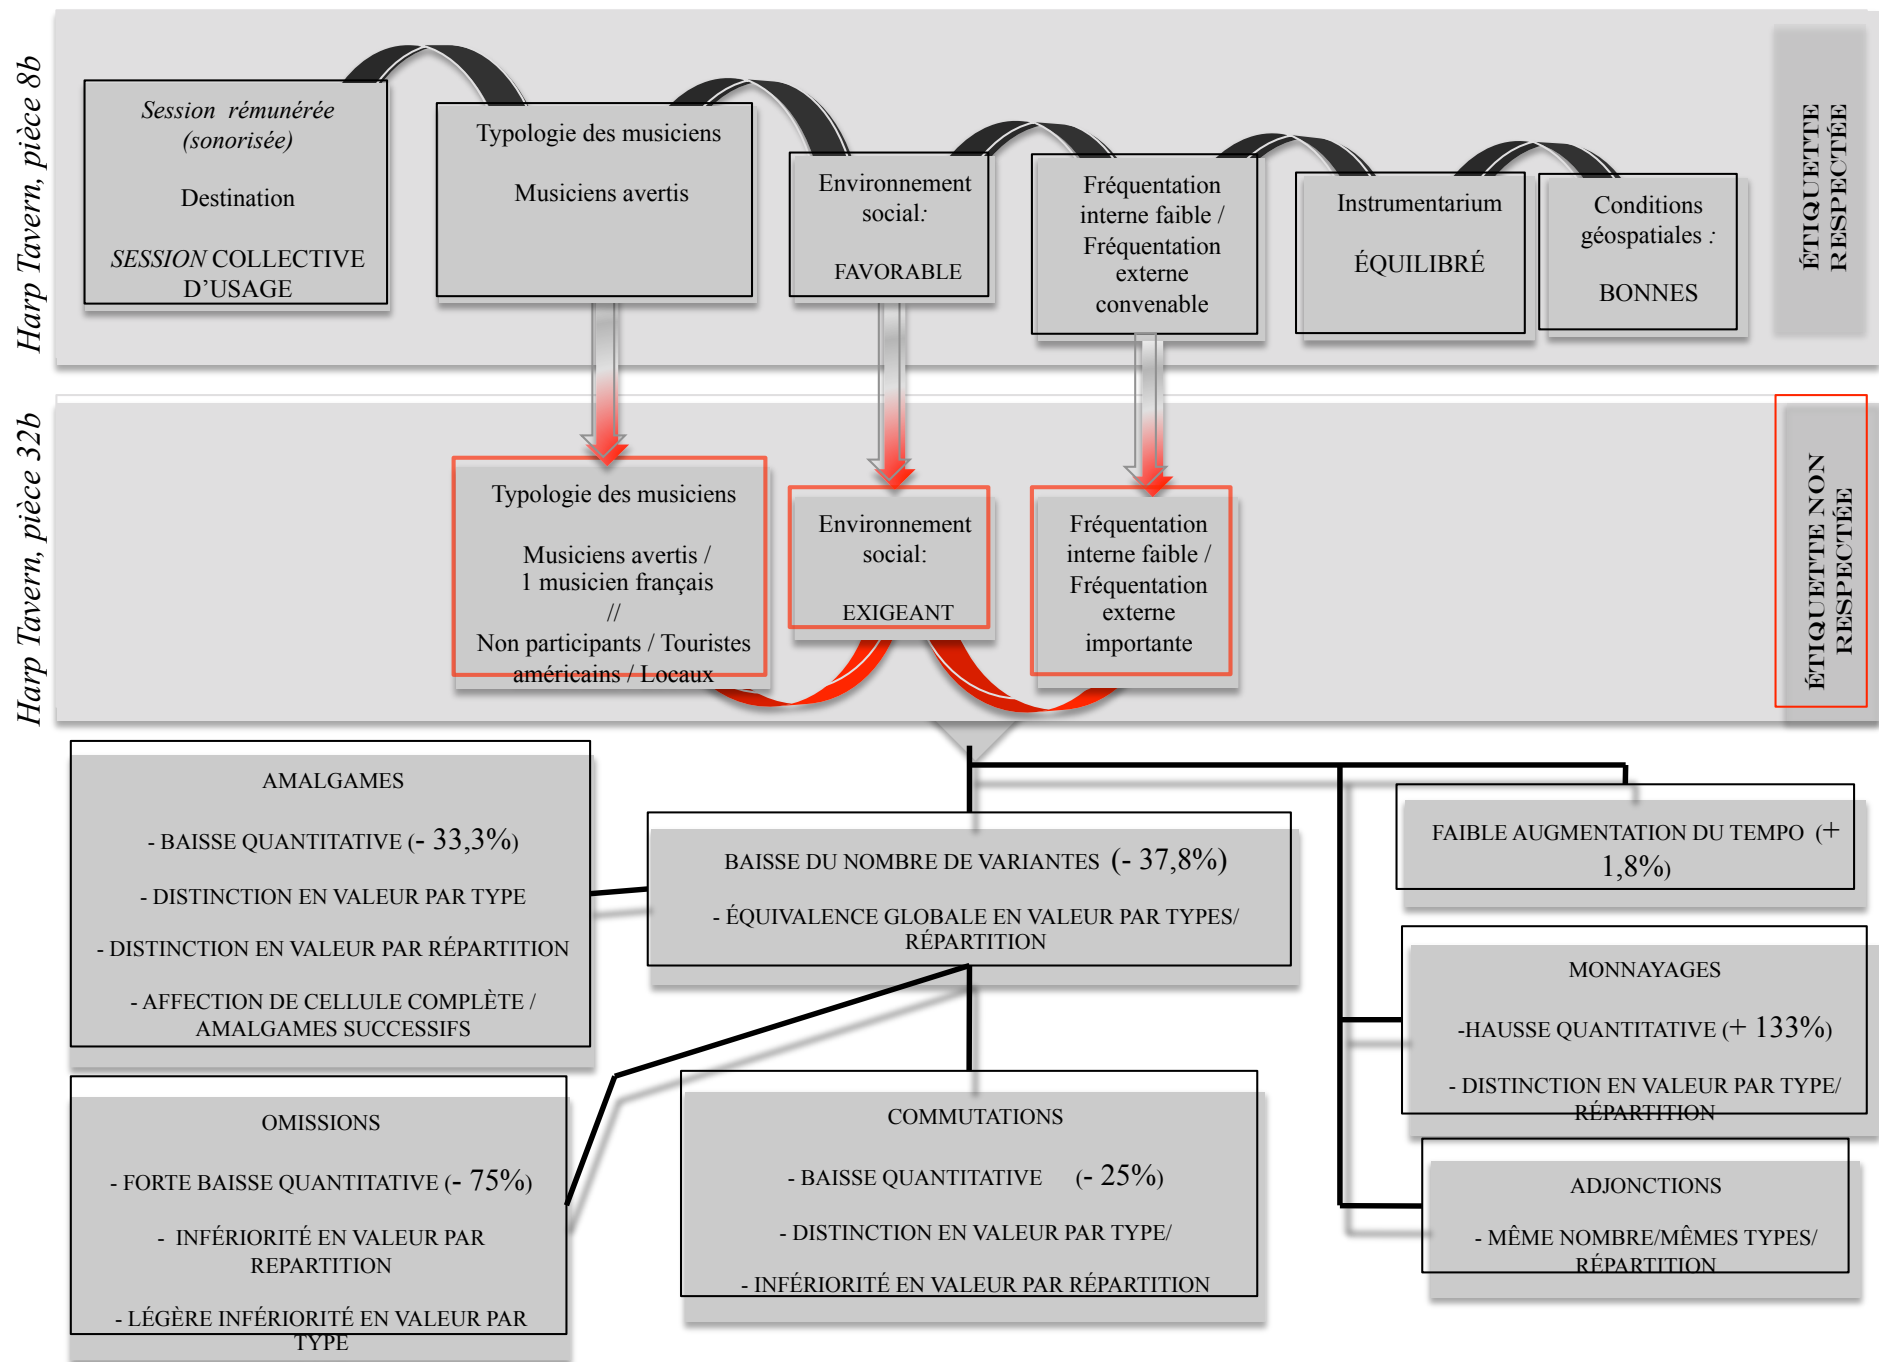 Harp Tavern, pièce 8b
Session rémunérée
(sonorisée)
Destination
SESSION COLLECTIVE
D’USAGE
Typologie des musiciens
Musiciens avertis
Environnement
social:
FAVORABLE
Fréquentation
interne faible /
Fréquentation
externe
convenable
Instrumentarium
ÉQUILIBRÉ
Conditions
géospatiales :
BONNES
ÉTIQUETTE
RESPECTÉE
Harp Tavern, pièce 32b
Typologie des musiciens
Musiciens avertis /
1 musicien français
//
Non participants / Touristes
américains / Locaux
Environnement
social:
EXIGEANT
Fréquentation
interne faible /
Fréquentation
externe
importante
ÉTIQUETTE NON
RESPECTÉE
AMALGAMES
- BAISSE QUANTITATIVE (- 33,3%)
- DISTINCTION EN VALEUR PAR TYPE
- DISTINCTION EN VALEUR PAR RÉPARTITION
- AFFECTION DE CELLULE COMPLÈTE /
AMALGAMES SUCCESSIFS
BAISSE DU NOMBRE DE VARIANTES (- 37,8%)
- ÉQUIVALENCE GLOBALE EN VALEUR PAR TYPES/
RÉPARTITION
FAIBLE AUGMENTATION DU TEMPO (+
1,8%)
MONNAYAGES
-HAUSSE QUANTITATIVE (+ 133%)
- DISTINCTION EN VALEUR PAR TYPE/
RÉPARTITION
OMISSIONS
- FORTE BAISSE QUANTITATIVE (- 75%)
- INFÉRIORITÉ EN VALEUR PAR
REPARTITION
- LÉGÈRE INFÉRIORITÉ EN VALEUR PAR
TYPE
COMMUTATIONS
- BAISSE QUANTITATIVE (- 25%)
- DISTINCTION EN VALEUR PAR TYPE/
- INFÉRIORITÉ EN VALEUR PAR RÉPARTITION
ADJONCTIONS
- MÊME NOMBRE/MÊMES TYPES/
RÉPARTITION